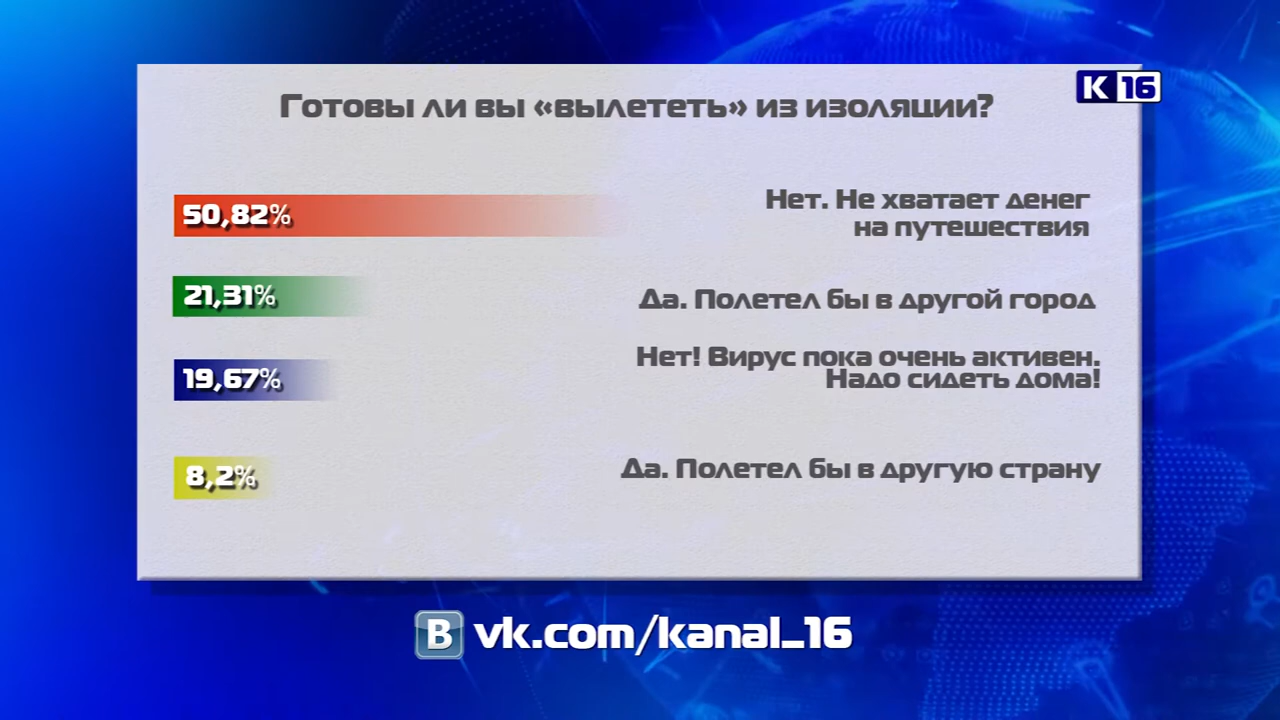 К 16
Готовы ли вы «вылететь» из изоляции?
50,82%
Нет. Не хватает денег
на путешествия
21,31%
Да. Полетел бы в другой город
19,67%
Нет! Вирус пока очень активен.
Надо сидеть дома!
8,2%
Да. Полетел бы в другую страну
В vk.com/kanal_16